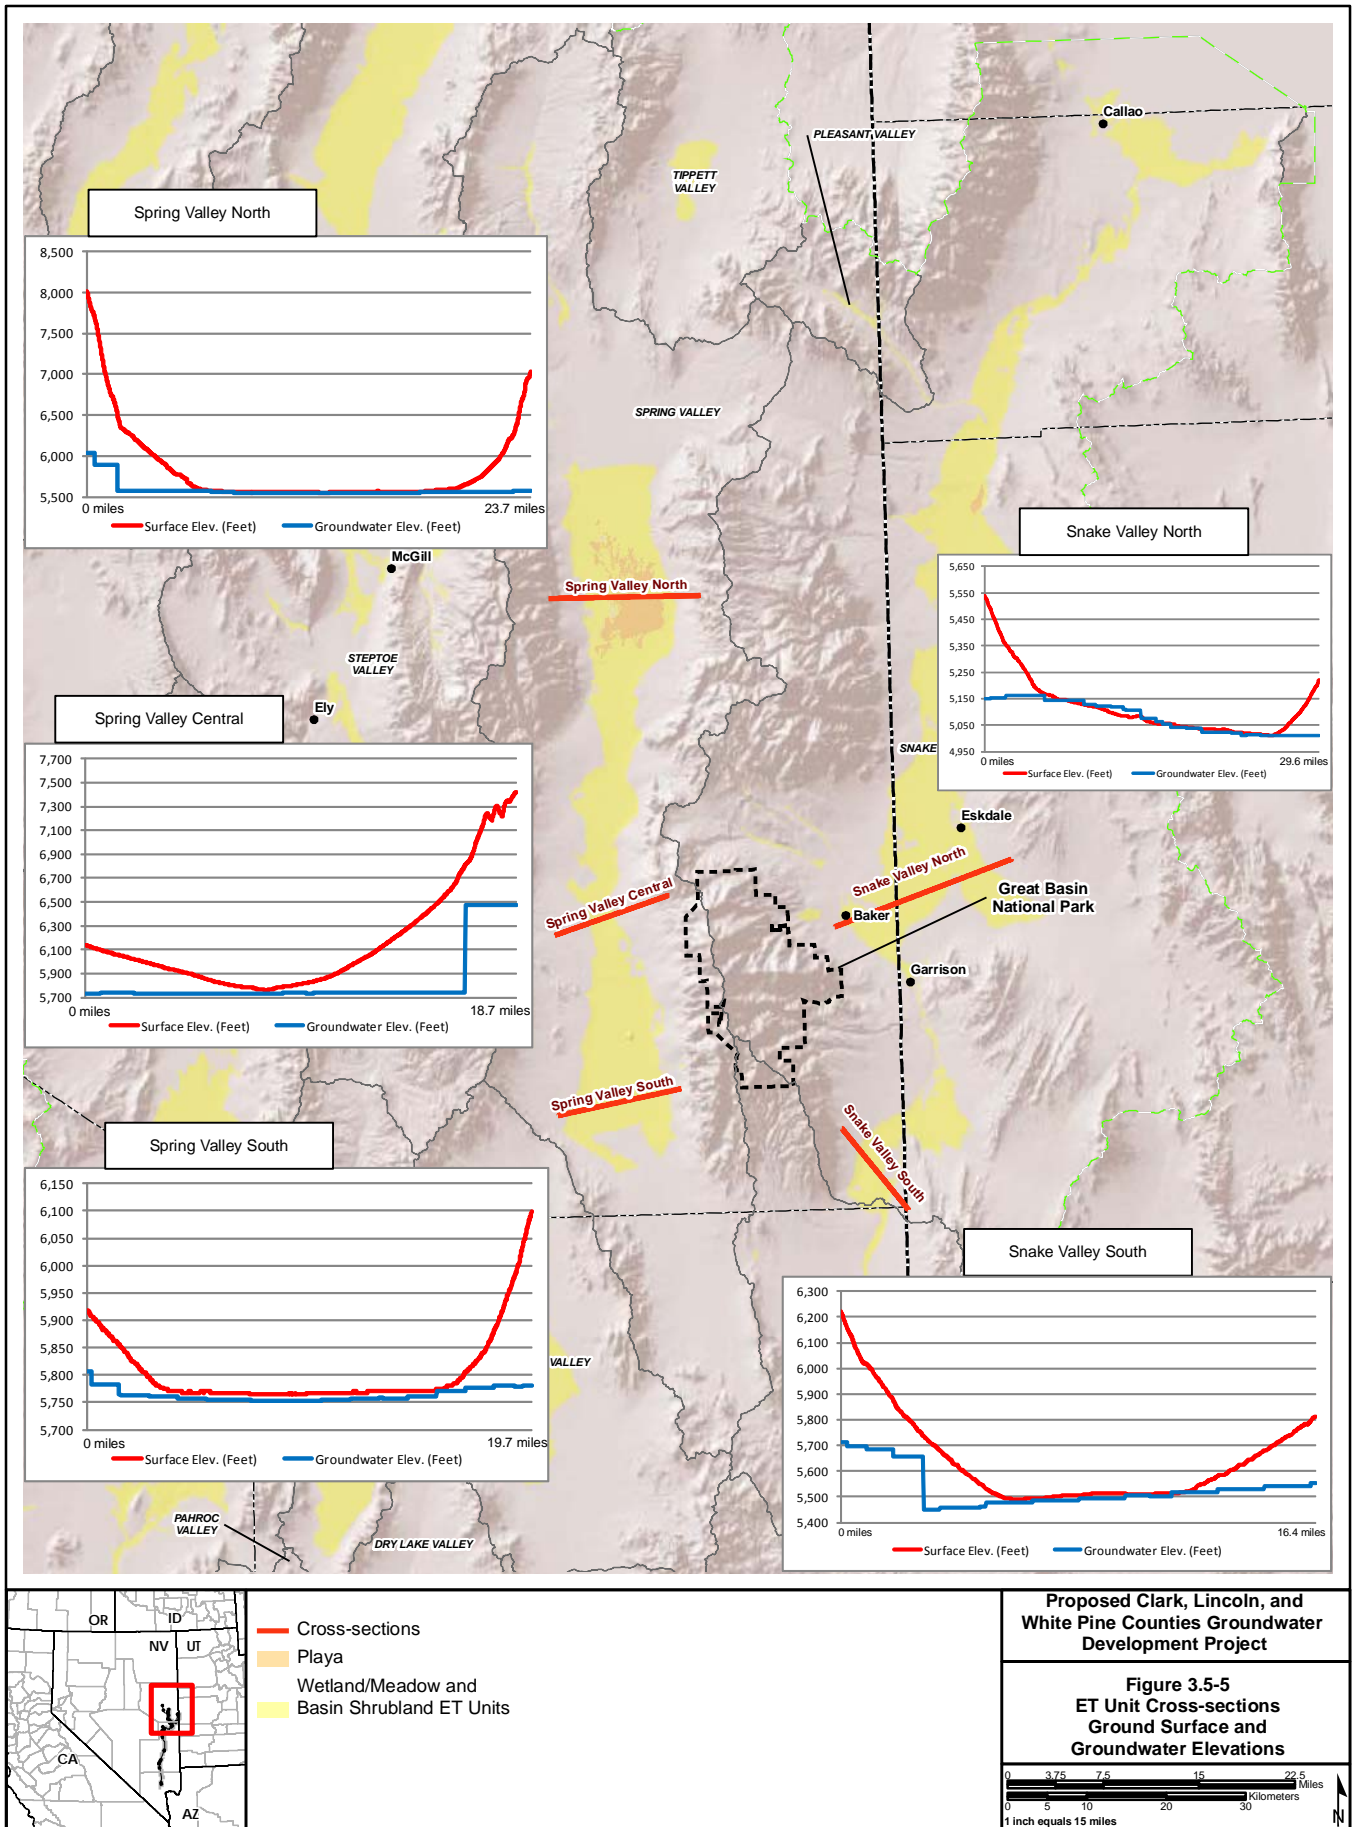 Callao
PLEASANT VALLEY
TIPPETT
VALLEY
SPRING VALLEY
Spring Valley North
8,500
8,000
7,500
7,000
6,500
6,000
5,500
0 miles
23.7 miles
Surface Elev. (Feet)
Groundwater Elev. (Feet)
McGill
STEPTOE
VALLEY
Ely
Spring Valley North
Snake Valley North
5,650
5,550
5,450
5,350
5,250
5,150
5,050
4,950
0 miles
29.6 miles
Surface Elev. (Feet)
Groundwater Elev. (Feet)
SNAKE
Spring Valley Central
7,700
7,500
7,300
7,100
6,900
6,700
6,500
6,300
6,100
5,900
5,700
0 miles
18.7 miles
Surface Elev. (Feet)
Groundwater Elev. (Feet)
Eskdale
Snake Valley North
Spring Valley Central
Great Basin
National Park
Baker
Garrison
Spring Valley South
Snake Valley South
Spring Valley South
6,150
6,100
6,050
6,000
5,950
5,900
5,850
5,800
5,750
5,700
0 miles
19.7 miles
Surface Elev. (Feet)
Groundwater Elev. (Feet)
VALLEY
Snake Valley South
6,300
6,200
6,100
6,000
5,900
5,800
5,700
5,600
5,500
5,400
0 miles
16.4 miles
Surface Elev. (Feet)
Groundwater Elev. (Feet)
PAHROC
VALLEY
DRY LAKE VALLEY
OR
ID
NV
UT
CA
AZ
Cross-sections
Playa
Wetland/Meadow and
Basin Shrubland ET Units
Proposed Clark, Lincoln, and
White Pine Counties Groundwater
Development Project
Figure 3.5-5
ET Unit Cross-sections
Ground Surface and
Groundwater Elevations
0 3.75 7.5 15 22.5
Miles
Kilometers
0 5 10 20 30
1 inch equals 15 miles
N